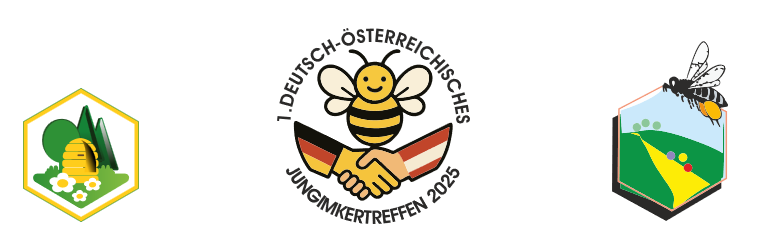 1. DEUTSCH-ÖSTERREICHISCHES
JUNGIMKERTREFFEN 2025